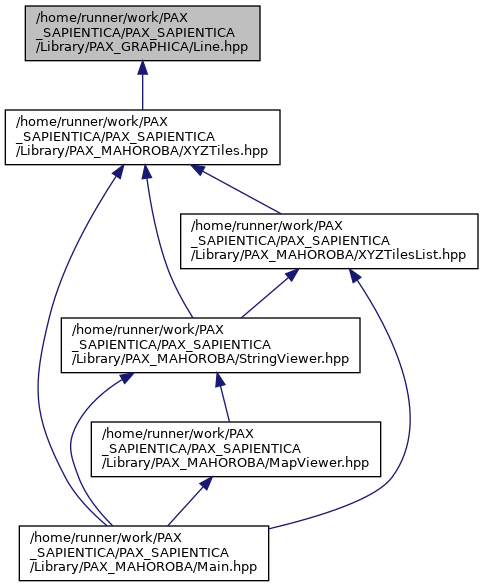 /home/runner/work/PAX
_SAPIENTICA/PAX_SAPIENTICA
/Library/PAX_GRAPHICA/Line.hpp
/home/runner/work/PAX
_SAPIENTICA/PAX_SAPIENTICA
/Library/PAX_MAHOROBA/XYZTiles.hpp
/home/runner/work/PAX
_SAPIENTICA/PAX_SAPIENTICA
/Library/PAX_MAHOROBA/XYZTilesList.hpp
/home/runner/work/PAX
_SAPIENTICA/PAX_SAPIENTICA
/Library/PAX_MAHOROBA/StringViewer.hpp
/home/runner/work/PAX
_SAPIENTICA/PAX_SAPIENTICA
/Library/PAX_MAHOROBA/MapViewer.hpp
/home/runner/work/PAX
_SAPIENTICA/PAX_SAPIENTICA
/Library/PAX_MAHOROBA/Main.hpp